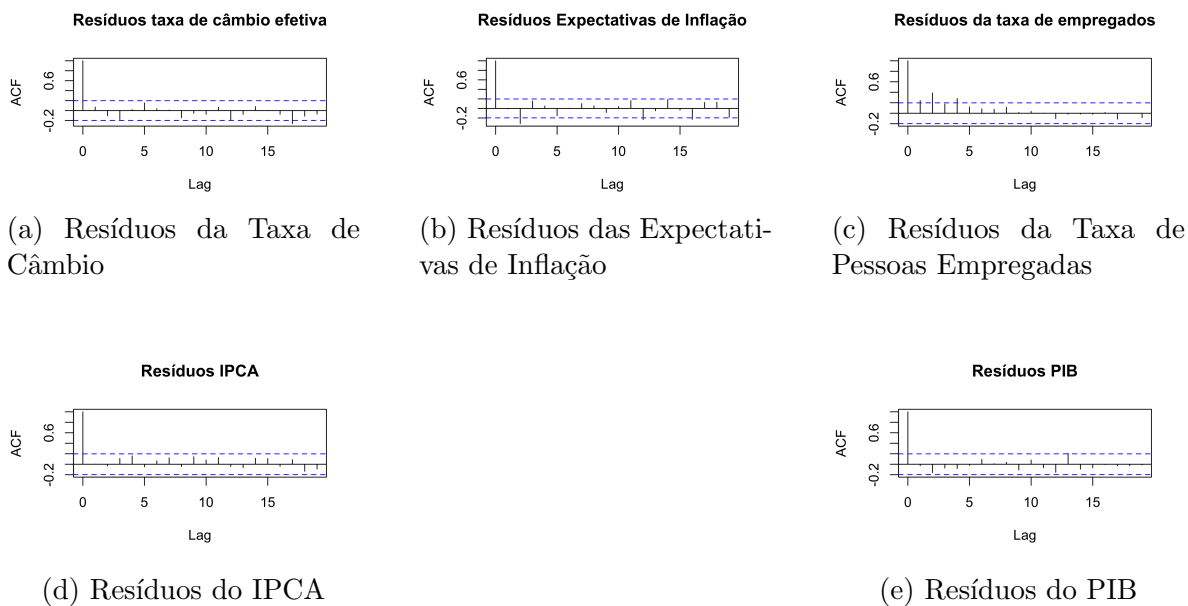 Resíduos taxa de câmbio efetiva
ACF
-0.2 0.6
0 5 10 15
Lag
(a) Resíduos da Taxa de
Câmbio
Resíduos Expectativas de Inflação
ACF
-0.2 0.6
0 5 10 15
Lag
(b) Resíduos das Expectati-
vas de Inflação
Resíduos da taxa de empregados
ACF
-0.2 0.6
0 5 10 15
Lag
(c) Resíduos da Taxa de
Pessoas Empregadas
Resíduos IPCA
ACF
-0.2 0.6
0 5 10 15
Lag
(d) Resíduos do IPCA
Resíduos PIB
ACF
-0.2 0.6
0 5 10 15
Lag
(e) Resíduos do PIB